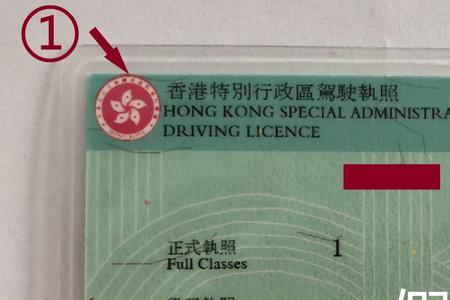 ①
香港特別行政區駕駛執照
HONG KONG SPECIAL ADMINISTRA
DRIVING LICENCE
正式執照 1
Full Classes